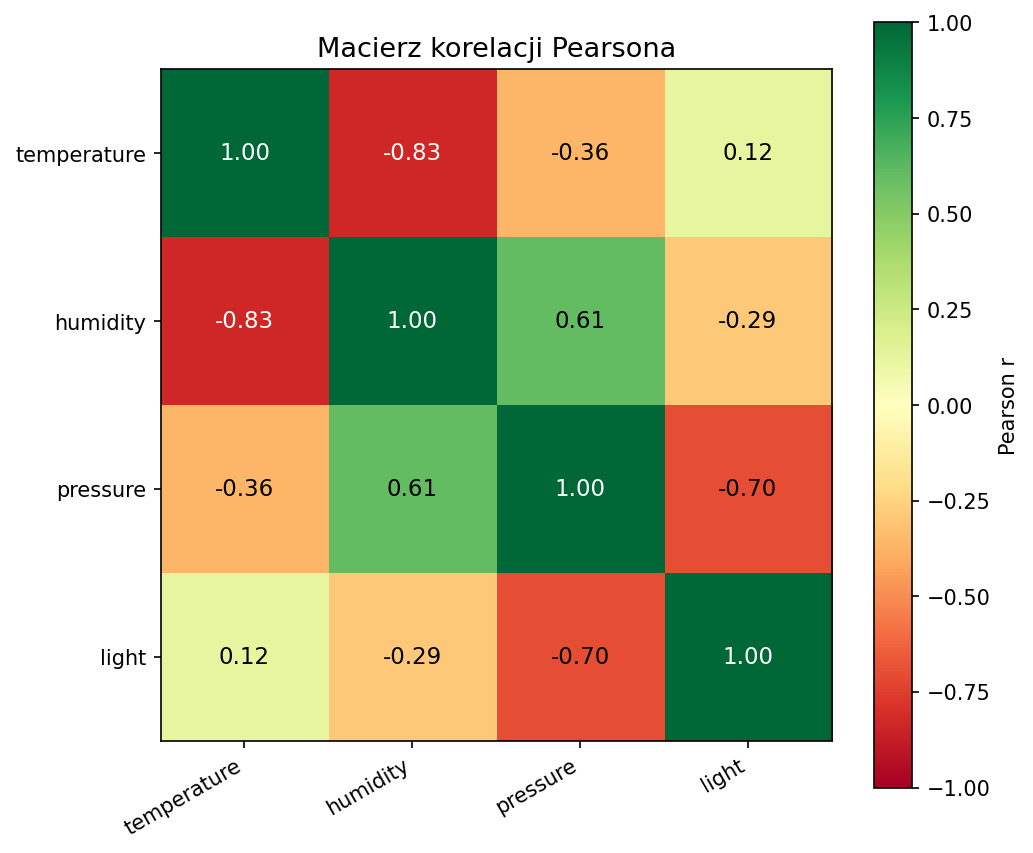 Macierz korelacji Pearsona
temperature 1.00 -0.83 -0.36 0.12
humidity -0.83 1.00 0.61 -0.29
pressure -0.36 0.61 1.00 -0.70
light 0.12 -0.29 -0.70 1.00
temperature humidity pressure light
1.00
0.75
0.50
0.25
0.00
−0.25
−0.50
−0.75
−1.00
Pearson r